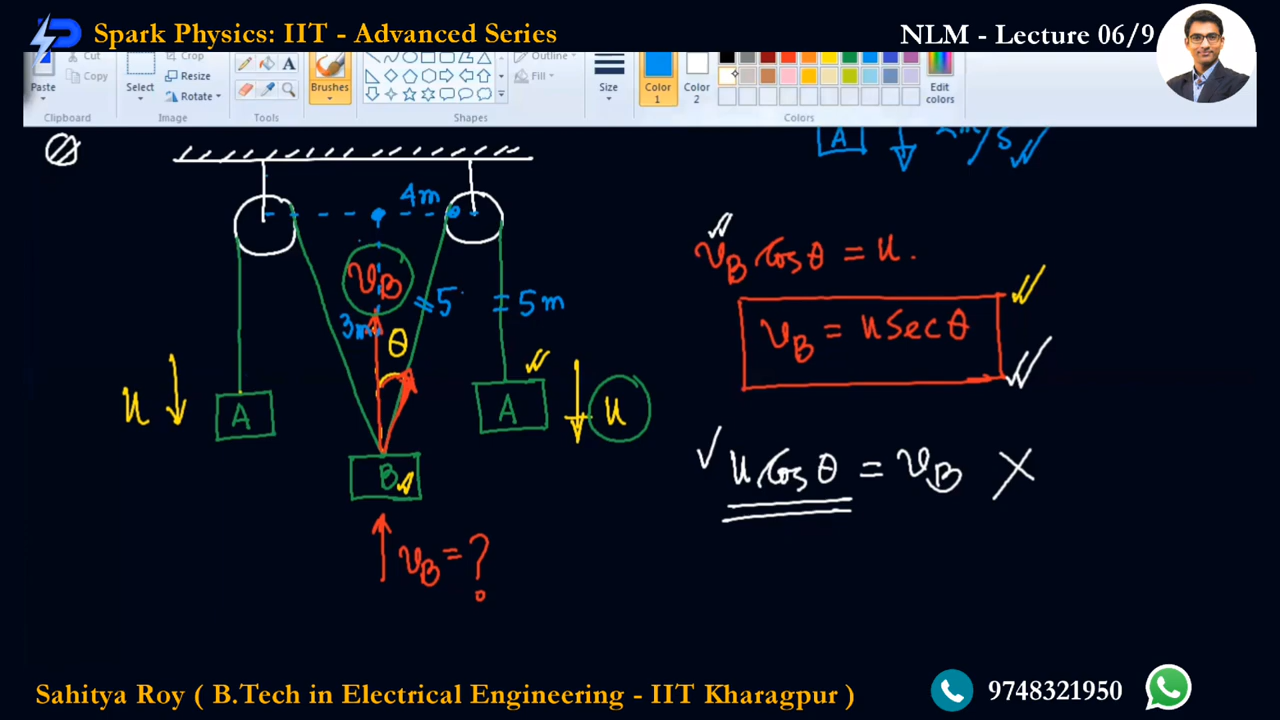 Spark Physics: IIT - Advanced Series
NLM - Lecture 06/9
Cut
Copy
Paste
Clipboard
Crop
Resize
Rotate
Select
Image
A
Tools
Brushes
Outline
Fill
Shapes
Size
Color 1
Color 2
Edit colors
Colors
A 2m/s
4m
v_B
= 5
= 5 m
3m
θ
u
A
A
u
B
v_B = ?
v_B Cos θ = u.
v_B = u Sec θ
u Cos θ = v_B
Sahitya Roy ( B.Tech in Electrical Engineering - IIT Kharagpur )
9748321950